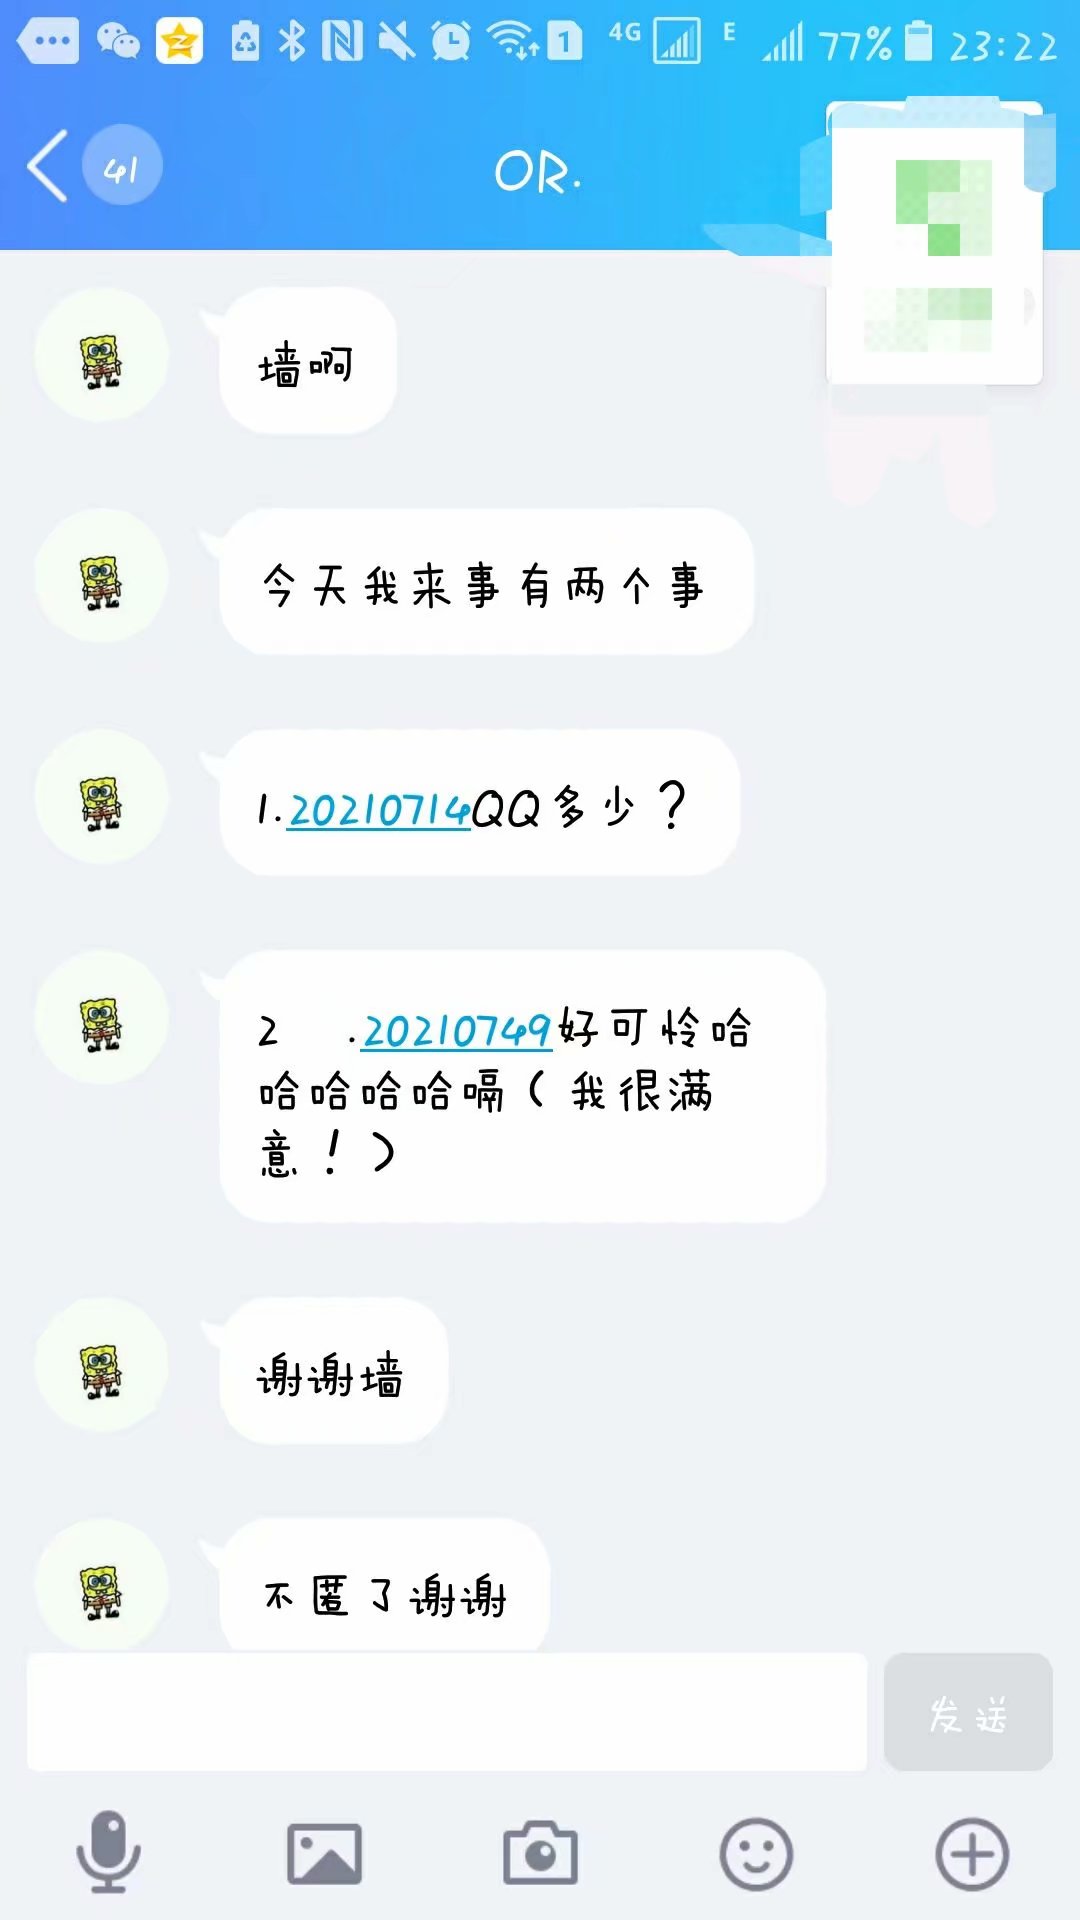 4G E 77% 23:22
41 OR.
墙啊
今天我来事有两个事
1.20210714QQ多少?
2 .20210749好可怜哈
哈哈哈哈嗝(我很满
意!)
谢谢墙
不匿了谢谢
发送